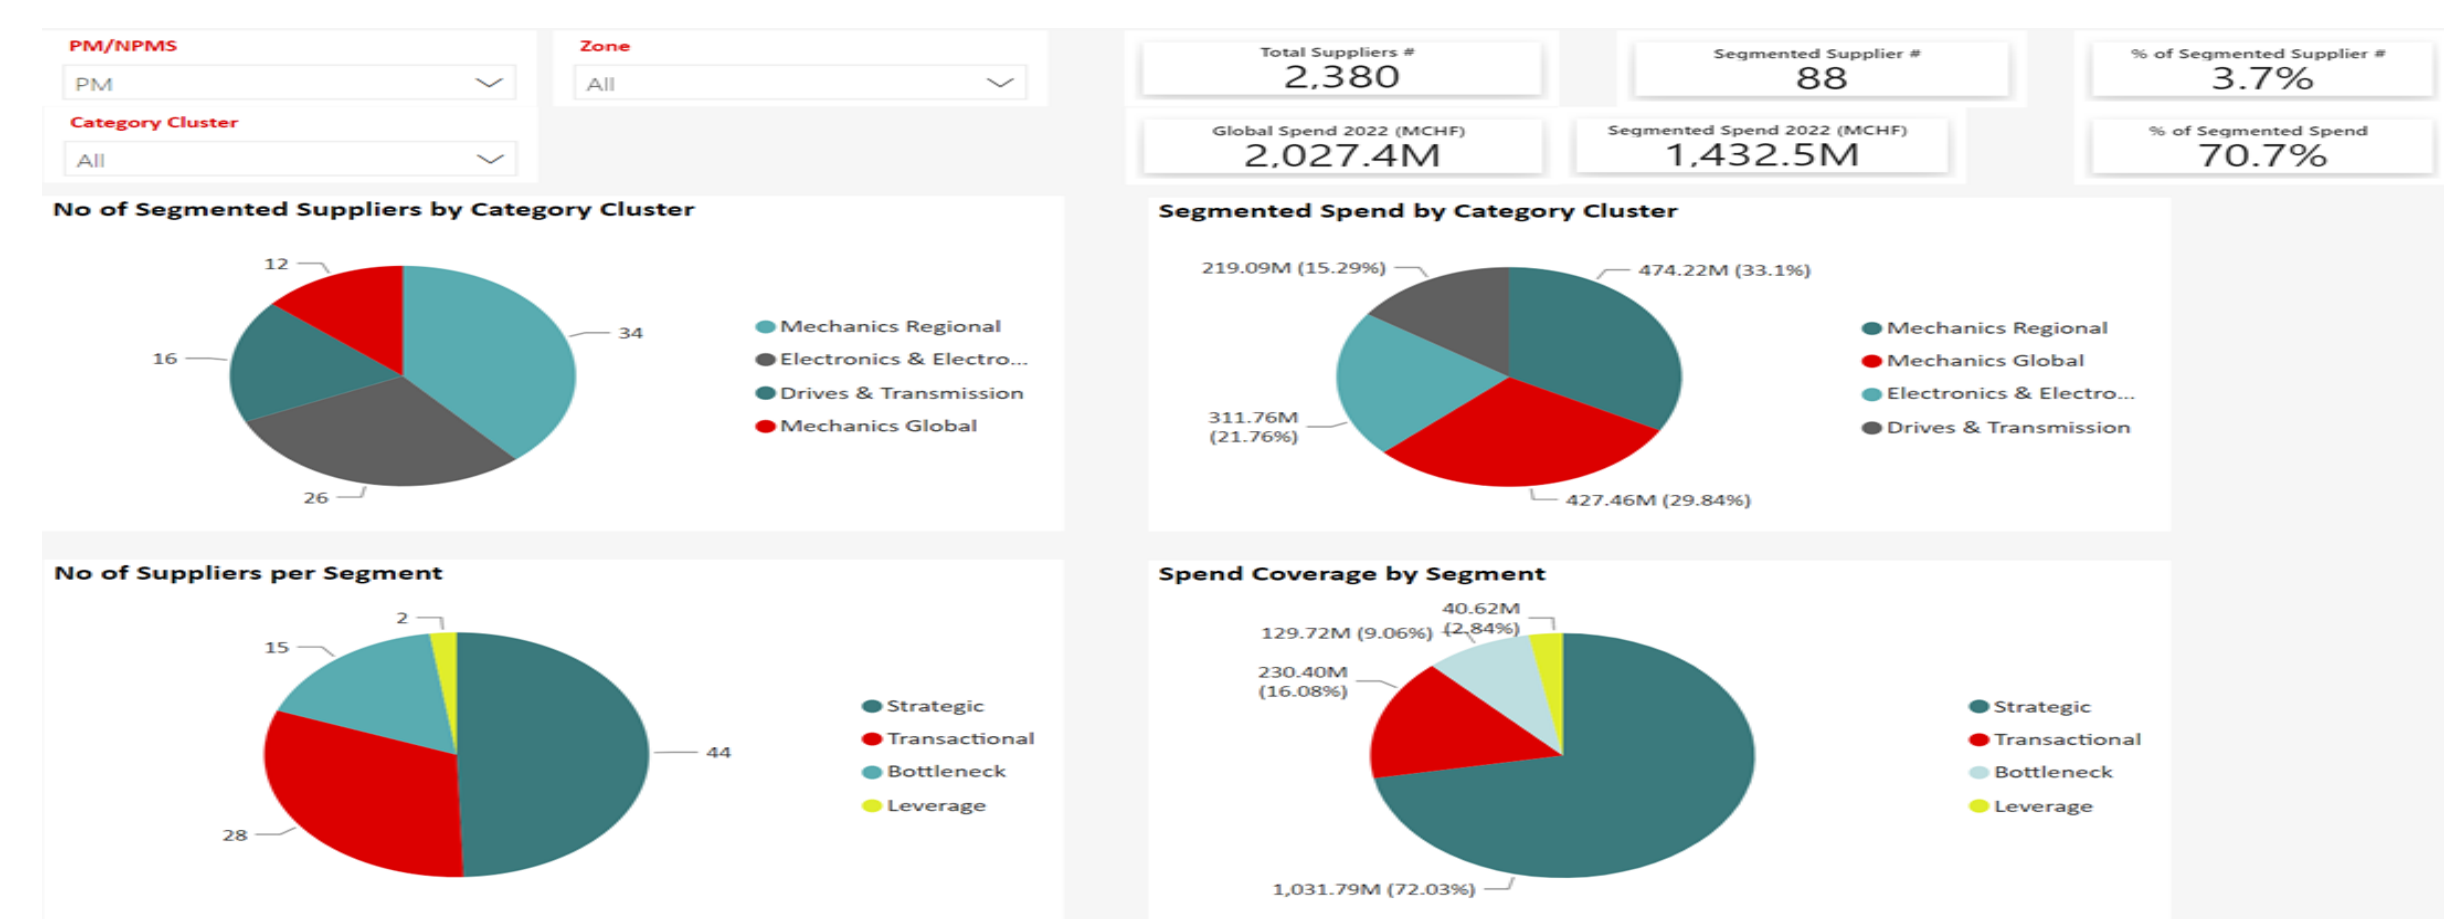 PM/NPMS
PM
Zone
All
Category Cluster
All
Total Suppliers #
2,380
Segmented Supplier #
88
% of Segmented Supplier #
3.7%
Global Spend 2022 (MCHF)
2,027.4M
Segmented Spend 2022 (MCHF)
1,432.5M
% of Segmented Spend
70.7%
No of Segmented Suppliers by Category Cluster
12
34
16
26
Mechanics Regional
Electronics & Electro...
Drives & Transmission
Mechanics Global
Segmented Spend by Category Cluster
219.09M (15.29%)
474.22M (33.1%)
311.76M
(21.76%)
427.46M (29.84%)
Mechanics Regional
Mechanics Global
Electronics & Electro...
Drives & Transmission
No of Suppliers per Segment
2
15
44
28
Strategic
Transactional
Bottleneck
Leverage
Spend Coverage by Segment
40.62M
(2.84%)
129.72M (9.06%)
230.40M
(16.08%)
1,031.79M (72.03%)
Strategic
Transactional
Bottleneck
Leverage